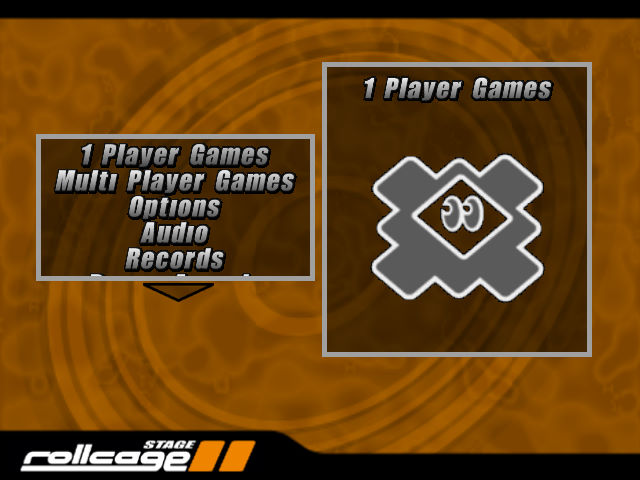 1 Player Games
1 Player Games
Multi Player Games
Options
Audio
Records
STAGE
rollcage